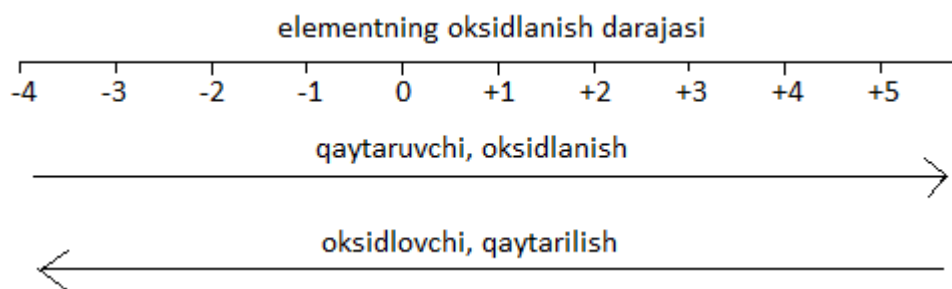 elementning oksidlanish darajasi
-4 -3 -2 -1 0 +1 +2 +3 +4 +5
qaytaruvchi, oksidlanish
oksidlovchi, qaytarilish